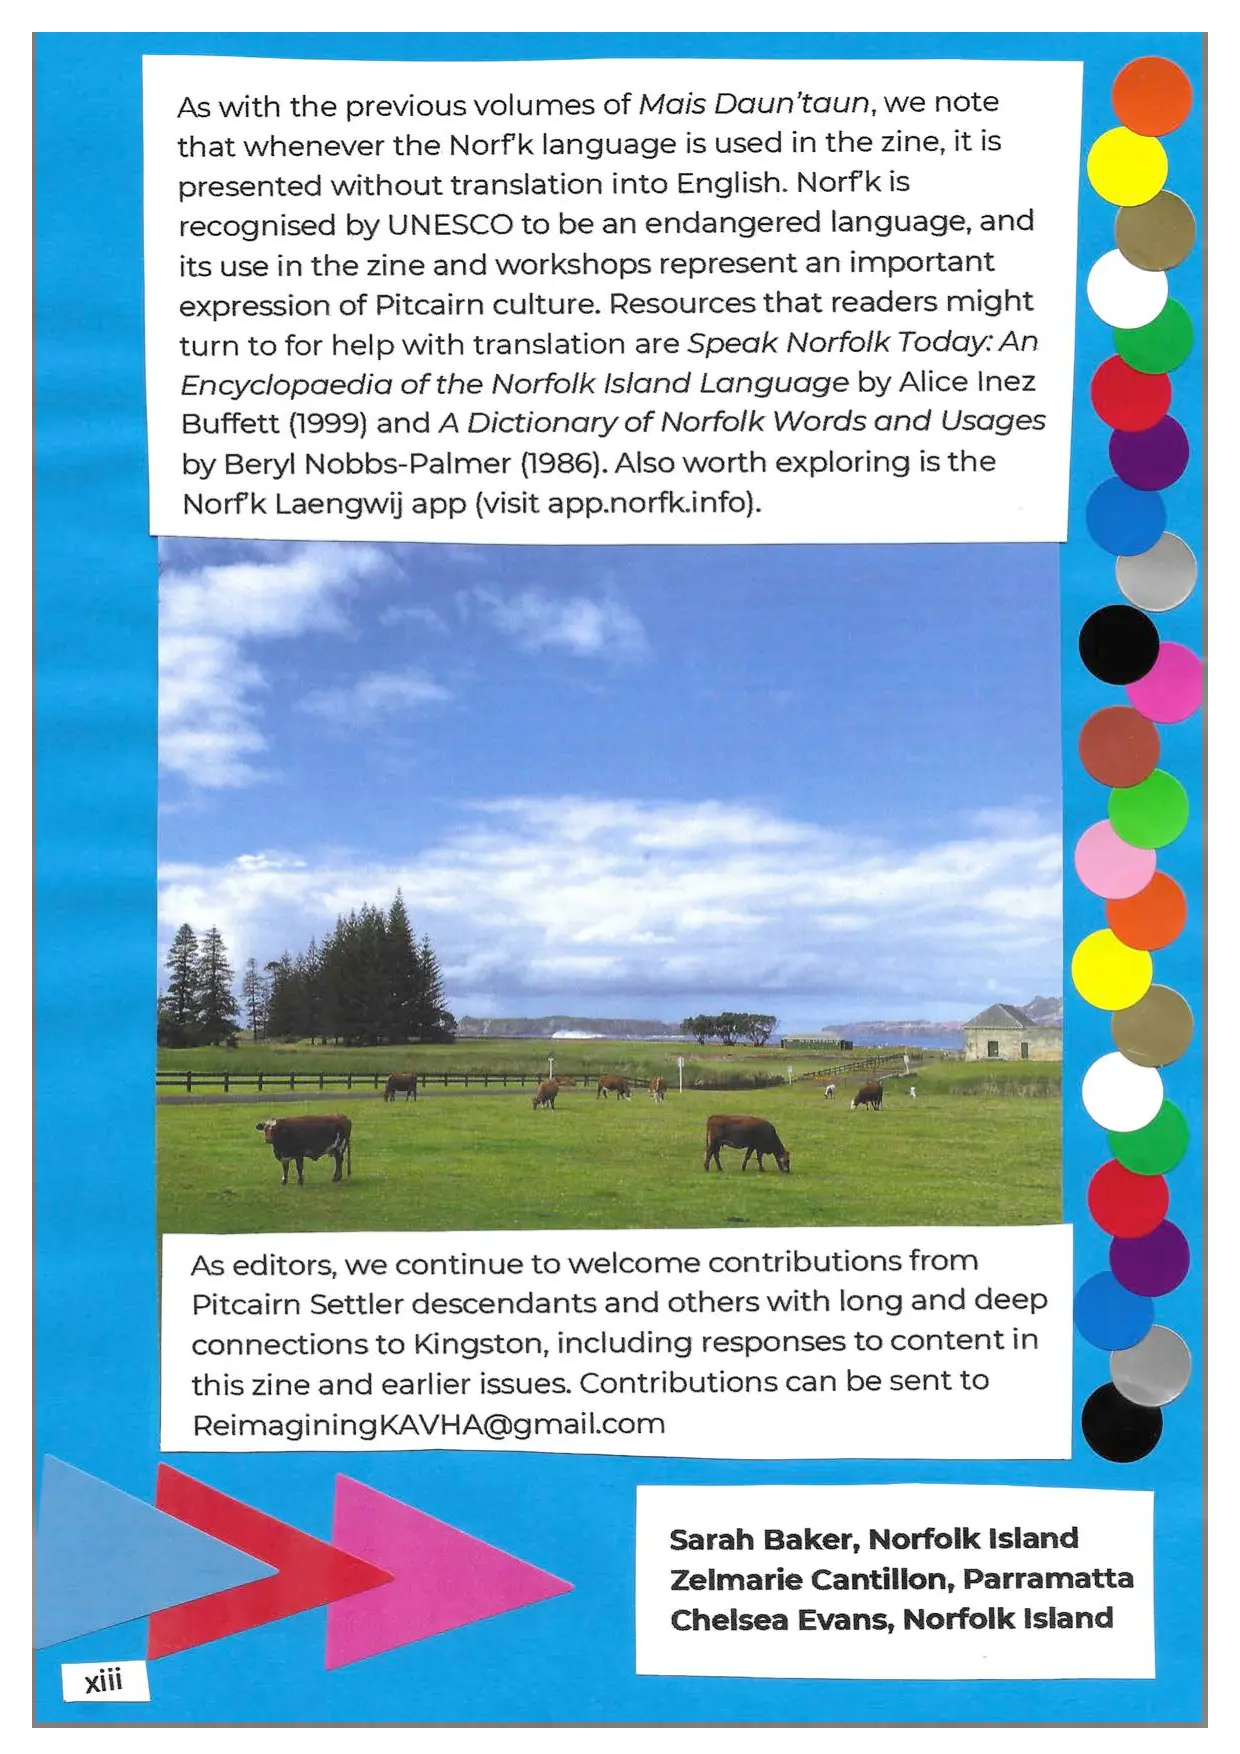 As with the previous volumes of Mais Daun'taun, we note
that whenever the Norf'k language is used in the zine, it is
presented without translation into English. Norf'k is
recognised by UNESCO to be an endangered language, and
its use in the zine and workshops represent an important
expression of Pitcairn culture. Resources that readers might
turn to for help with translation are Speak Norfolk Today: An
Encyclopaedia of the Norfolk Island Language by Alice Inez
Buffett (1999) and A Dictionary of Norfolk Words and Usages
by Beryl Nobbs-Palmer (1986). Also worth exploring is the
Norf'k Laengwij app (visit app.norfk.info).
As editors, we continue to welcome contributions from
Pitcairn Settler descendants and others with long and deep
connections to Kingston, including responses to content in
this zine and earlier issues. Contributions can be sent to
ReimaginingKAVHA@gmail.com
Sarah Baker, Norfolk Island
Zelmarie Cantillon, Parramatta
Chelsea Evans, Norfolk Island
xiii